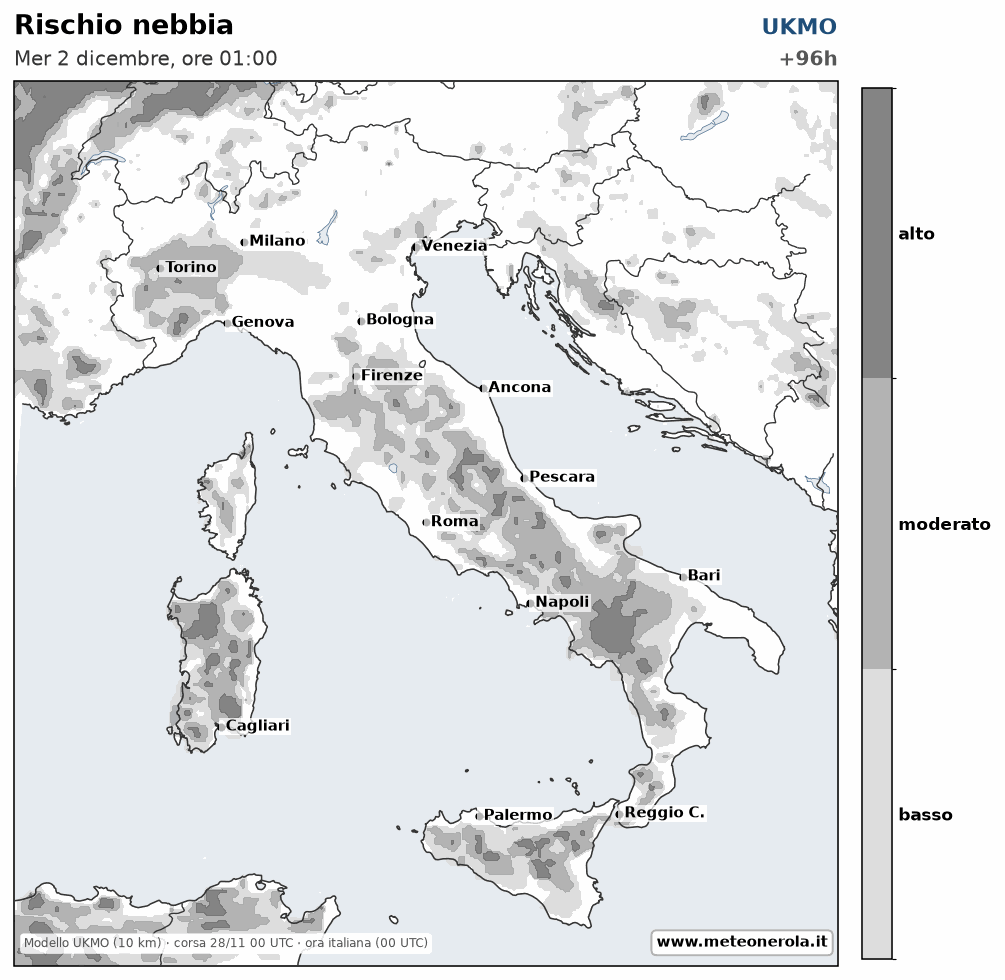 Rischio nebbia
UKMO
Mer 2 dicembre, ore 01:00
+96h
alto
Milano
Venezia
Torino
Genova
Bologna
Firenze
Ancona
Pescara
moderato
Roma
Bari
Napoli
Cagliari
Palermo
Reggio C.
basso
Modello UKMO (10 km) · corsa 28/11 00 UTC · ora italiana (00 UTC)
www.meteonerola.it